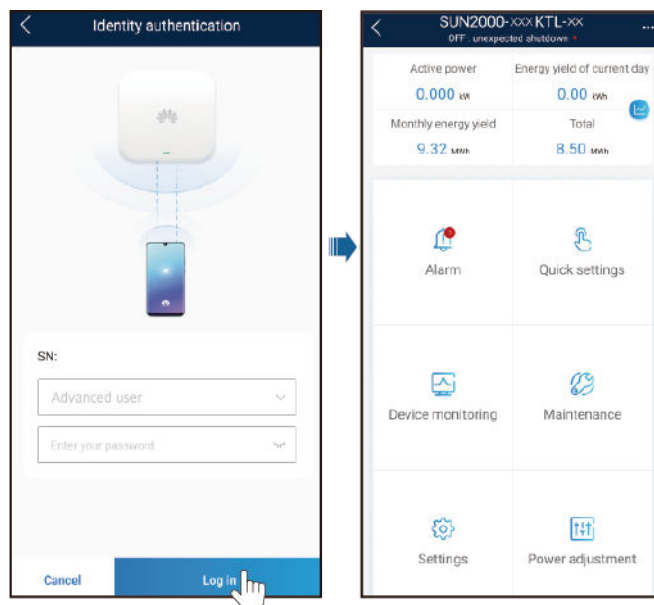 Identity authentication
SN:
Advanced user
Enter your password
Cancel
Log in
SUN2000-XXXKTL-XX
OFF : unexpected shutdown
Active power
Energy yield of current day
0.000 kW
0.00 kWh
Monthly energy yield
Total
9.32 MWh
8.50 MWh
Alarm
Quick settings
Device monitoring
Maintenance
Settings
Power adjustment